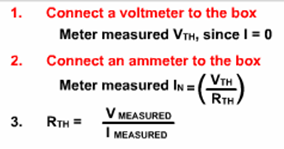 1. Connect a voltmeter to the box
Meter measured VTH, since I = 0
2. Connect an ammeter to the box
Meter measured IN = (VTH / RTH)
3. RTH = V MEASURED / I MEASURED